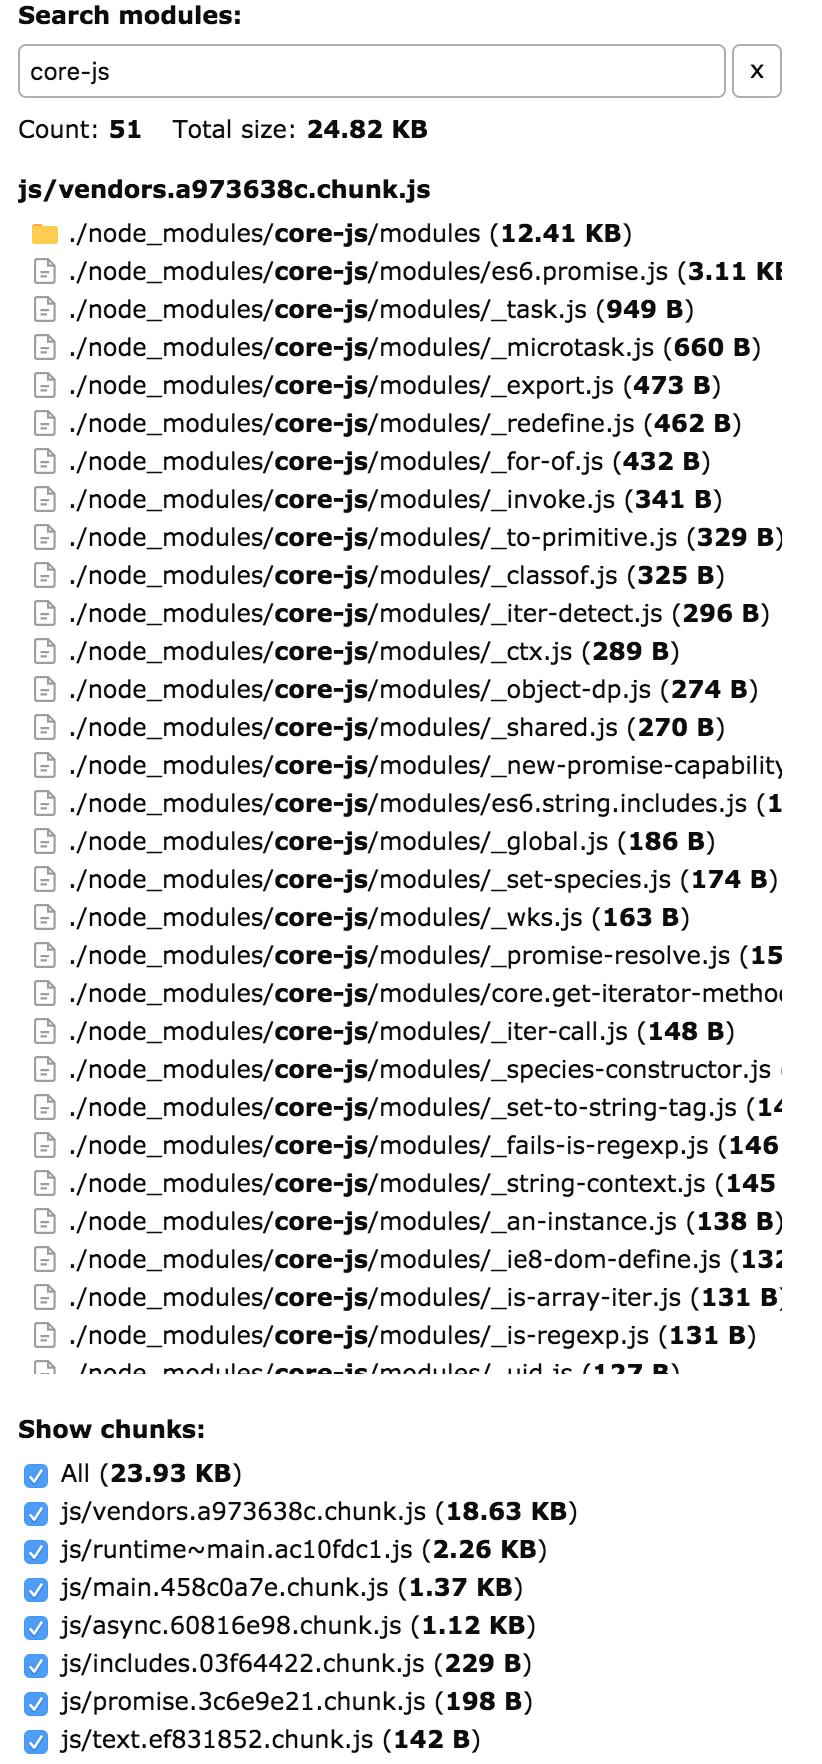 Search modules:
core-js
x
Count: 51 Total size: 24.82 KB
js/vendors.a973638c.chunk.js
./node_modules/core-js/modules (12.41 KB)
./node_modules/core-js/modules/es6.promise.js (3.11 KB
./node_modules/core-js/modules/_task.js (949 B)
./node_modules/core-js/modules/_microtask.js (660 B)
./node_modules/core-js/modules/_export.js (473 B)
./node_modules/core-js/modules/_redefine.js (462 B)
./node_modules/core-js/modules/_for-of.js (432 B)
./node_modules/core-js/modules/_invoke.js (341 B)
./node_modules/core-js/modules/_to-primitive.js (329 B)
./node_modules/core-js/modules/_classof.js (325 B)
./node_modules/core-js/modules/_iter-detect.js (296 B)
./node_modules/core-js/modules/_ctx.js (289 B)
./node_modules/core-js/modules/_object-dp.js (274 B)
./node_modules/core-js/modules/_shared.js (270 B)
./node_modules/core-js/modules/_new-promise-capability
./node_modules/core-js/modules/es6.string.includes.js (1
./node_modules/core-js/modules/_global.js (186 B)
./node_modules/core-js/modules/_set-species.js (174 B)
./node_modules/core-js/modules/_wks.js (163 B)
./node_modules/core-js/modules/_promise-resolve.js (15
./node_modules/core-js/modules/core.get-iterator-metho
./node_modules/core-js/modules/_iter-call.js (148 B)
./node_modules/core-js/modules/_species-constructor.js
./node_modules/core-js/modules/_set-to-string-tag.js (14
./node_modules/core-js/modules/_fails-is-regexp.js (146
./node_modules/core-js/modules/_string-context.js (145
./node_modules/core-js/modules/_an-instance.js (138 B)
./node_modules/core-js/modules/_ie8-dom-define.js (132
./node_modules/core-js/modules/_is-array-iter.js (131 B)
./node_modules/core-js/modules/_is-regexp.js (131 B)
./node_modules/core-js/modules/_uid.js (127 B)
Show chunks:
All (23.93 KB)
js/vendors.a973638c.chunk.js (18.63 KB)
js/runtime~main.ac10fdc1.js (2.26 KB)
js/main.458c0a7e.chunk.js (1.37 KB)
js/async.60816e98.chunk.js (1.12 KB)
js/includes.03f64422.chunk.js (229 B)
js/promise.3c6e9e21.chunk.js (198 B)
js/text.ef831852.chunk.js (142 B)